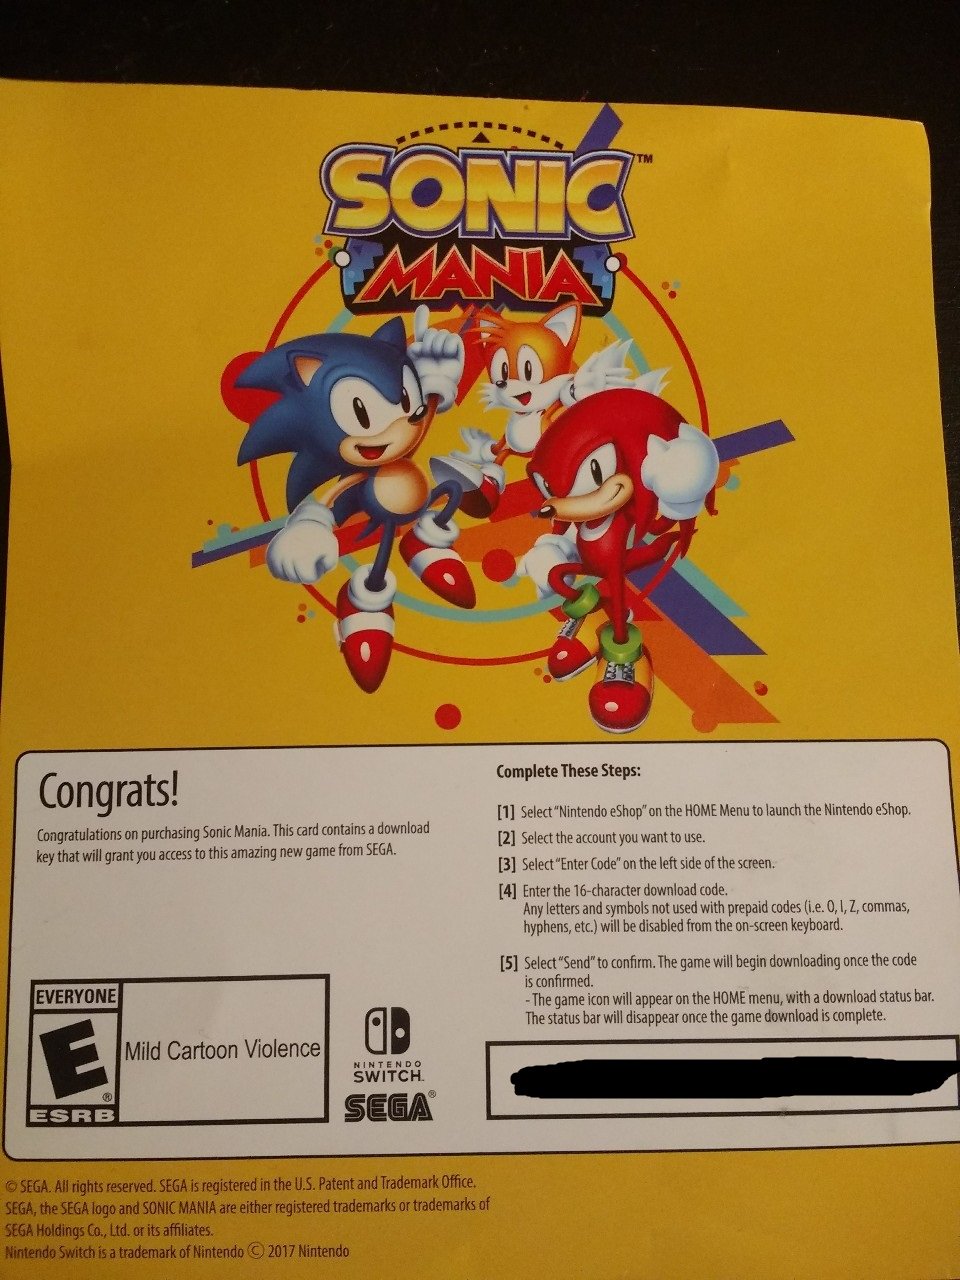 SONIC™
MANIA
Congrats!
Congratulations on purchasing Sonic Mania. This card contains a download
key that will grant you access to this amazing new game from SEGA.
EVERYONE
E®
ESRB
Mild Cartoon Violence
NINTENDO
SWITCH™
SEGA®
Complete These Steps:
[1] Select "Nintendo eShop" on the HOME Menu to launch the Nintendo eShop.
[2] Select the account you want to use.
[3] Select "Enter Code" on the left side of the screen.
[4] Enter the 16-character download code.
Any letters and symbols not used with prepaid codes (i.e. O, I, Z, commas,
hyphens, etc.) will be disabled from the on-screen keyboard.
[5] Select "Send" to confirm. The game will begin downloading once the code
is confirmed.
- The game icon will appear on the HOME menu, with a download status bar.
The status bar will disappear once the game download is complete.
© SEGA. All rights reserved. SEGA is registered in the U.S. Patent and Trademark Office.
SEGA, the SEGA logo and SONIC MANIA are either registered trademarks or trademarks of
SEGA Holdings Co., Ltd. or its affiliates.
Nintendo Switch is a trademark of Nintendo © 2017 Nintendo